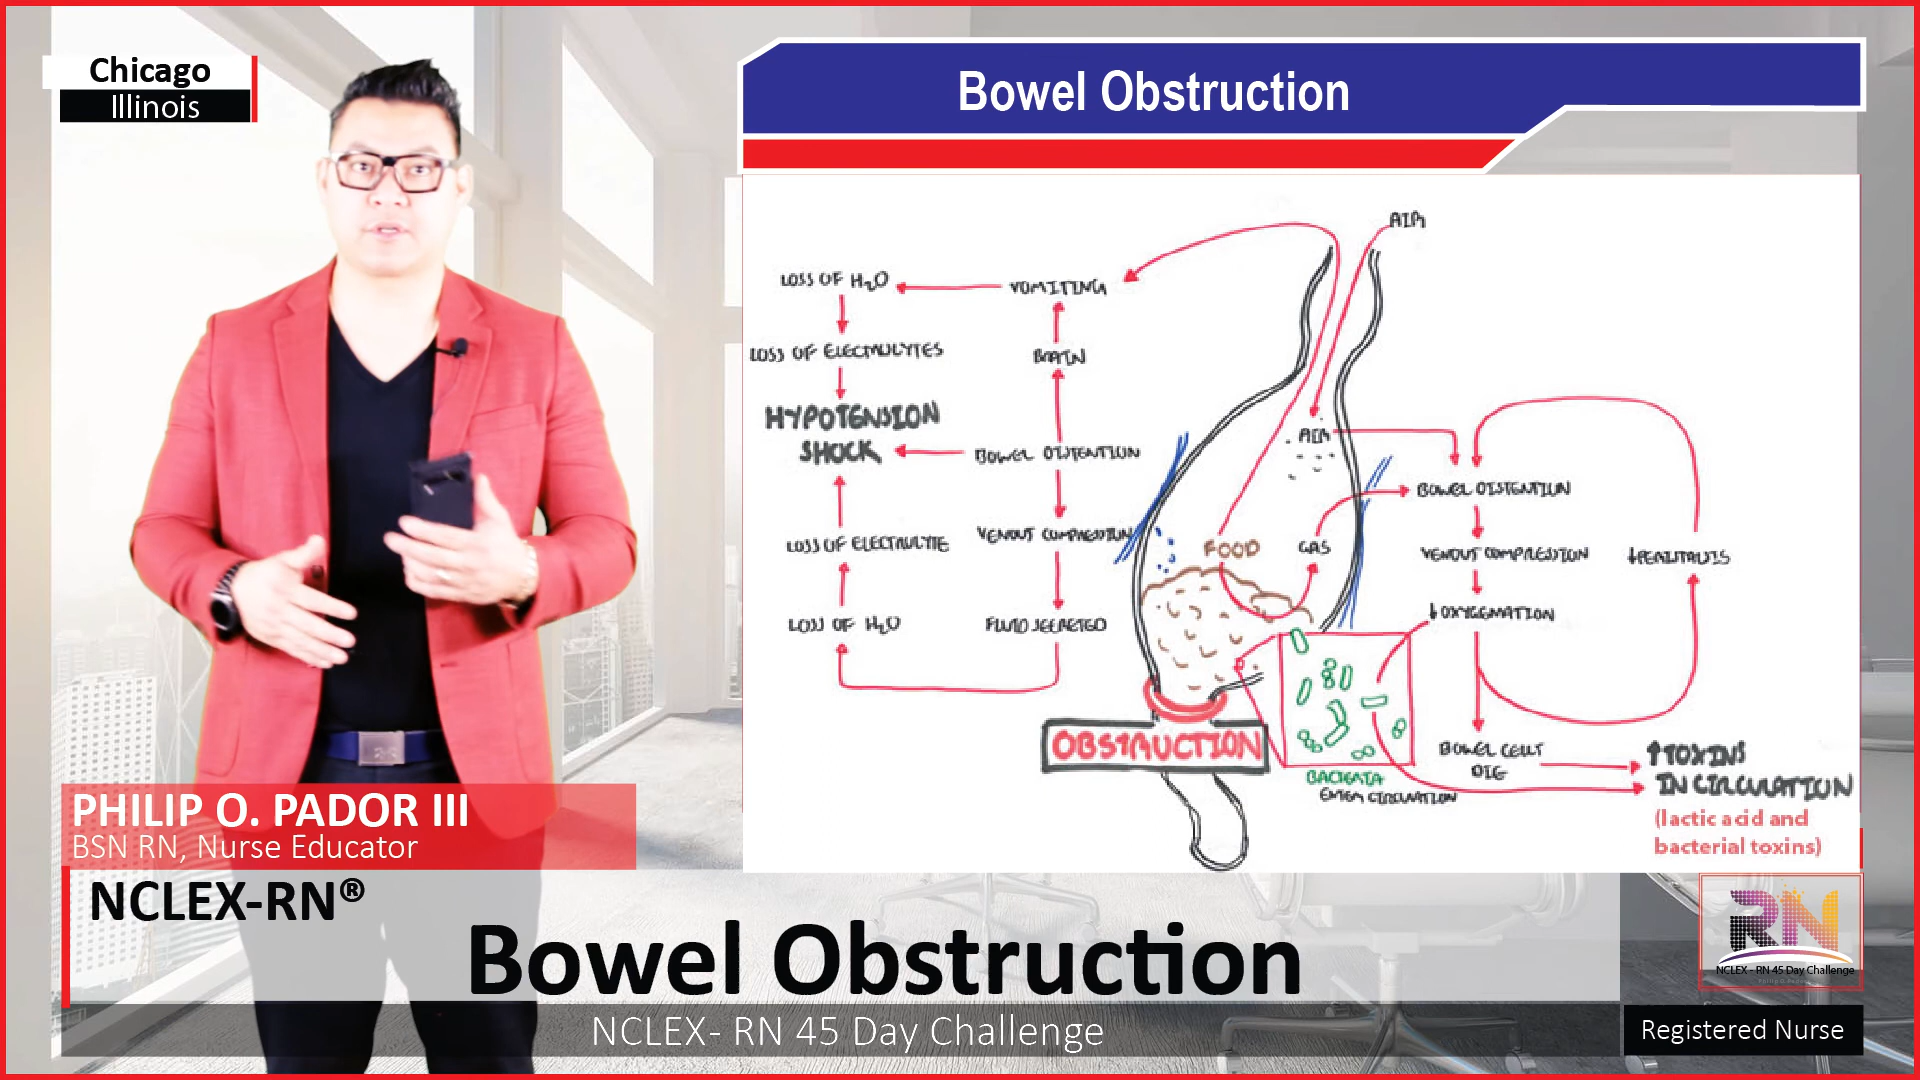 Chicago
Illinois
Bowel Obstruction
AIR
LOSS OF H2O
VOMITING
LOSS OF ELECTROLYTES
BRAIN
HYPOTENSION
SHOCK
AIR
BOWEL DISTENTION
BOWEL DISTENTION
LOSS OF ELECTROLYTE
VENOUS COMPRESSION
FOOD
GAS
VENOUS COMPRESSION
↓PERISTALSIS
↓OXYGENATION
LOSS OF H2O
FLUID SECRETED
OBSTRUCTION
BOWEL CELLS
DIE
↑TOXINS
IN CIRCULATION
BACTERIA
ENTER CIRCULATION
(lactic acid and
bacterial toxins)
PHILIP O. PADOR III
BSN RN, Nurse Educator
NCLEX-RN®
Bowel Obstruction
NCLEX- RN 45 Day Challenge
RN
NCLEX - RN 45 Day Challenge
Registered Nurse